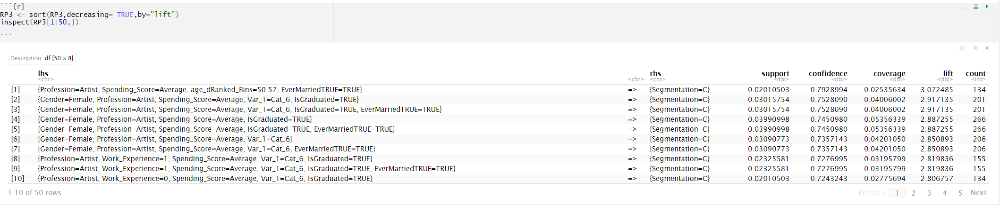 ```{r}
RP3 <- sort(RP3,decreasing= TRUE,by="lift")
inspect(RP3[1:50,])
```
Description: df [50 × 8]
lhs rhs support confidence coverage lift count
<chr> <chr> <chr> <dbl> <dbl> <dbl> <dbl> <int>
[1] {Profession=Artist, Spending_Score=Average, age_dRanked_Bins=50-57, EverMarriedTRUE=TRUE} => {Segmentation=C} 0.02010503 0.7928994 0.02535634 3.072485 134
[2] {Gender=Female, Profession=Artist, Spending_Score=Average, Var_1=Cat_6, IsGraduated=TRUE} => {Segmentation=C} 0.03015754 0.7528090 0.04006002 2.917135 201
[3] {Gender=Female, Profession=Artist, Spending_Score=Average, Var_1=Cat_6, IsGraduated=TRUE, EverMarriedTRUE=TRUE} => {Segmentation=C} 0.03015754 0.7528090 0.04006002 2.917135 201
[4] {Gender=Female, Profession=Artist, Spending_Score=Average, IsGraduated=TRUE} => {Segmentation=C} 0.03990998 0.7450980 0.05356339 2.887255 266
[5] {Gender=Female, Profession=Artist, Spending_Score=Average, IsGraduated=TRUE, EverMarriedTRUE=TRUE} => {Segmentation=C} 0.03990998 0.7450980 0.05356339 2.887255 266
[6] {Gender=Female, Profession=Artist, Spending_Score=Average, Var_1=Cat_6} => {Segmentation=C} 0.03090773 0.7357143 0.04201050 2.850893 206
[7] {Gender=Female, Profession=Artist, Spending_Score=Average, Var_1=Cat_6, EverMarriedTRUE=TRUE} => {Segmentation=C} 0.03090773 0.7357143 0.04201050 2.850893 206
[8] {Profession=Artist, Work_Experience=1, Spending_Score=Average, Var_1=Cat_6, IsGraduated=TRUE} => {Segmentation=C} 0.02325581 0.7276995 0.03195799 2.819836 155
[9] {Profession=Artist, Work_Experience=1, Spending_Score=Average, Var_1=Cat_6, IsGraduated=TRUE, EverMarriedTRUE=TRUE} => {Segmentation=C} 0.02325581 0.7276995 0.03195799 2.819836 155
[10] {Profession=Artist, Work_Experience=0, Spending_Score=Average, Var_1=Cat_6, IsGraduated=TRUE} => {Segmentation=C} 0.02010503 0.7243243 0.02775694 2.806757 134
1-10 of 50 rows Previous 1 2 3 4 5 Next